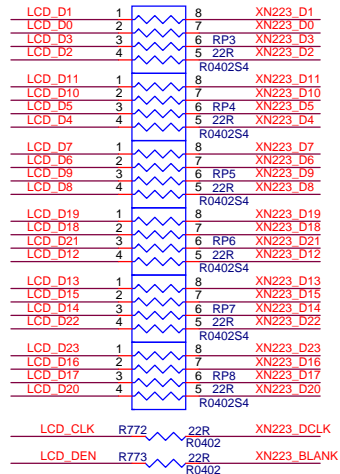 LCD_D1 1 8 XN223_D1
LCD_D0 2 7 XN223_D0
LCD_D3 3 6 RP3 XN223_D3
LCD_D2 4 5 22R XN223_D2
R0402S4
LCD_D11 1 8 XN223_D11
LCD_D10 2 7 XN223_D10
LCD_D5 3 6 RP4 XN223_D5
LCD_D4 4 5 22R XN223_D4
R0402S4
LCD_D7 1 8 XN223_D7
LCD_D6 2 7 XN223_D6
LCD_D9 3 6 RP5 XN223_D9
LCD_D8 4 5 22R XN223_D8
R0402S4
LCD_D19 1 8 XN223_D19
LCD_D18 2 7 XN223_D18
LCD_D21 3 6 RP6 XN223_D21
LCD_D12 4 5 22R XN223_D12
R0402S4
LCD_D13 1 8 XN223_D13
LCD_D15 2 7 XN223_D15
LCD_D14 3 6 RP7 XN223_D14
LCD_D22 4 5 22R XN223_D22
R0402S4
LCD_D23 1 8 XN223_D23
LCD_D16 2 7 XN223_D16
LCD_D17 3 6 RP8 XN223_D17
LCD_D20 4 5 22R XN223_D20
R0402S4
LCD_CLK R772 22R XN223_DCLK
R0402
LCD_DEN R773 22R XN223_BLANK
R0402